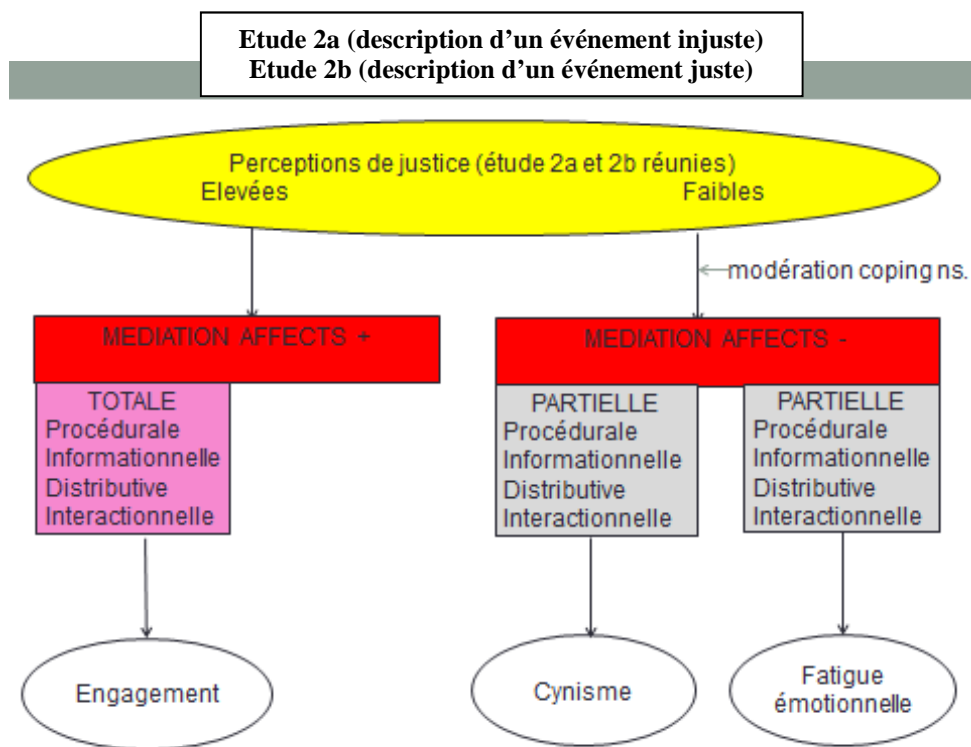 Etude 2a (description d'un événement injuste)
Etude 2b (description d'un événement juste)
Perceptions de justice (étude 2a et 2b réunies)
Elevées Faibles
modération coping ns.
MEDIATION AFFECTS +
MEDIATION AFFECTS -
TOTALE
Procédurale
Informationnelle
Distributive
Interactionnelle
PARTIELLE
Procédurale
Informationnelle
Distributive
Interactionnelle
PARTIELLE
Procédurale
Informationnelle
Distributive
Interactionnelle
Engagement
Cynisme
Fatigue
émotionnelle